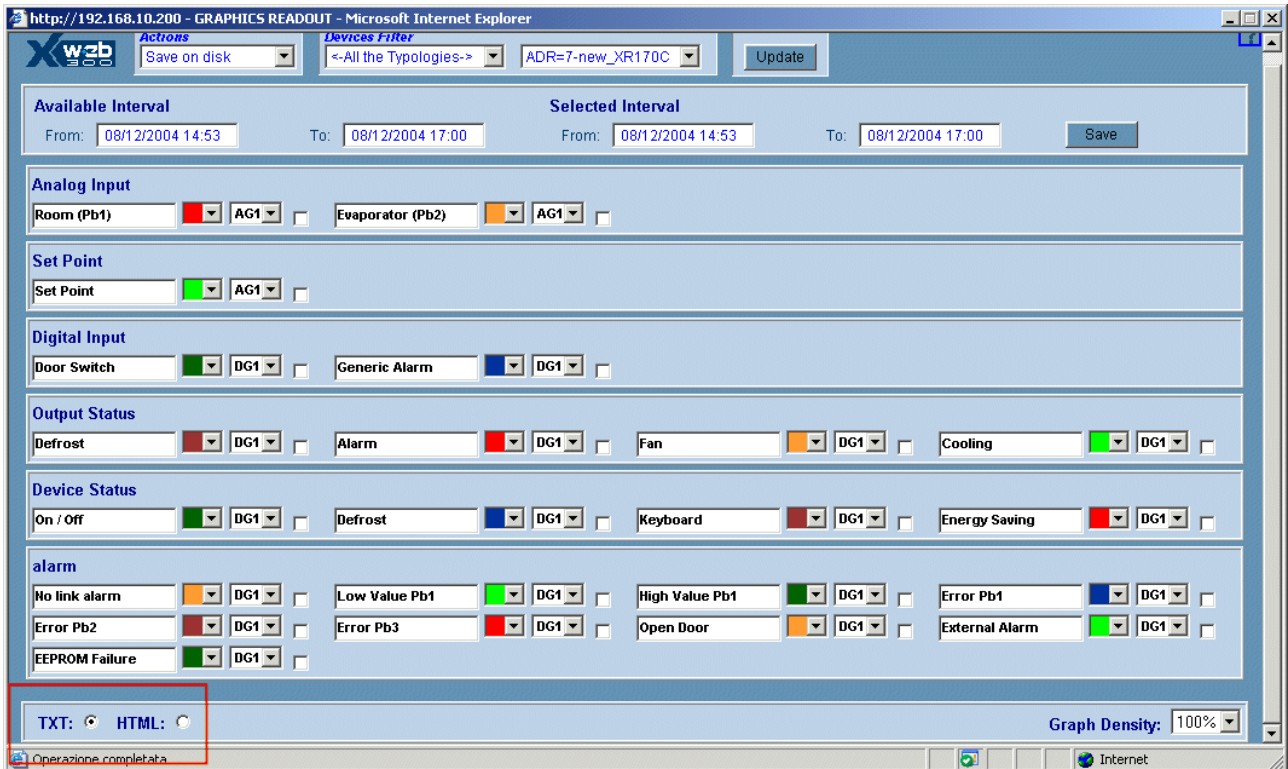 http://192.168.10.200 - GRAPHICS READOUT - Microsoft Internet Explorer
Xweb 300
Actions
Devices Filter
Save on disk
<-All the Typologies->
ADR=7-new_XR170C
Update
Available Interval
Selected Interval
From: 08/12/2004 14:53 To: 08/12/2004 17:00 From: 08/12/2004 14:53 To: 08/12/2004 17:00 Save
Analog Input
Room (Pb1) AG1 Evaporator (Pb2) AG1
Set Point
Set Point AG1
Digital Input
Door Switch DG1 Generic Alarm DG1
Output Status
Defrost DG1 Alarm DG1 Fan DG1 Cooling DG1
Device Status
On / Off DG1 Defrost DG1 Keyboard DG1 Energy Saving DG1
alarm
No link alarm DG1 Low Value Pb1 DG1 High Value Pb1 DG1 Error Pb1 DG1
Error Pb2 DG1 Error Pb3 DG1 Open Door DG1 External Alarm DG1
EEPROM Failure DG1
TXT: HTML: Graph Density: 100%
Operazione completata Internet